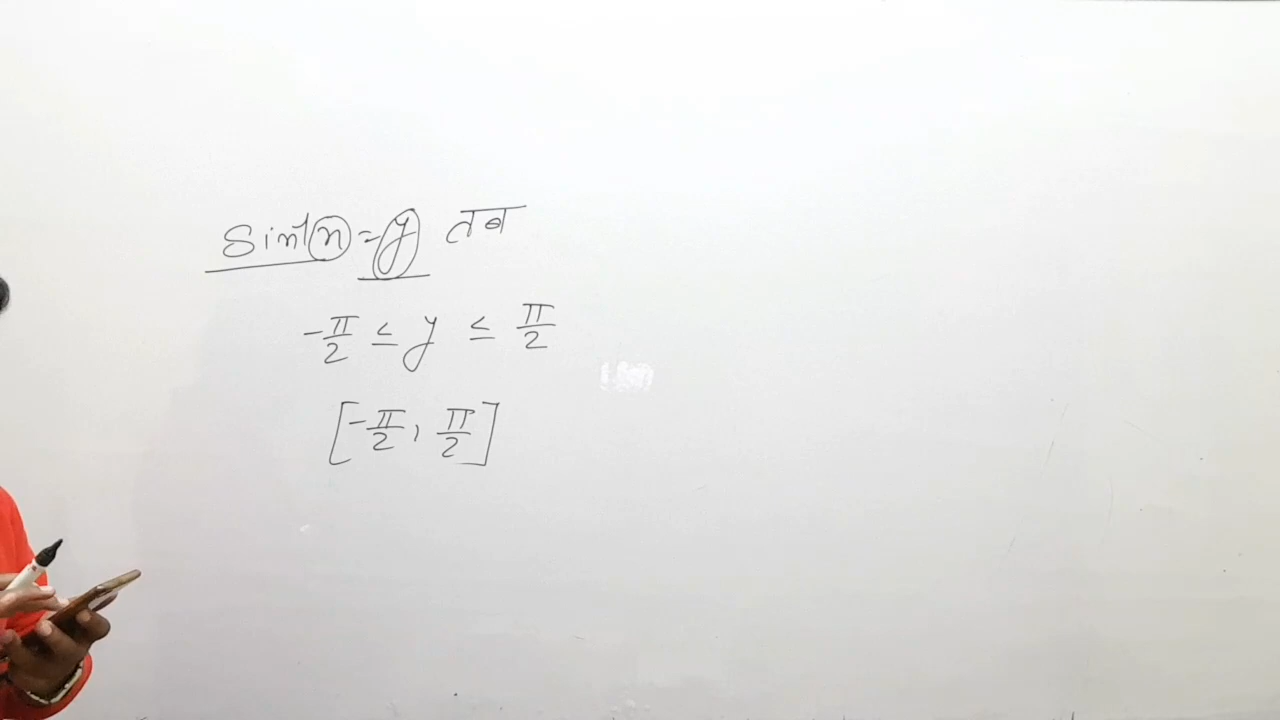 sin⁻¹(x) = y तब
-π/2 ≤ y ≤ π/2
[-π/2, π/2]